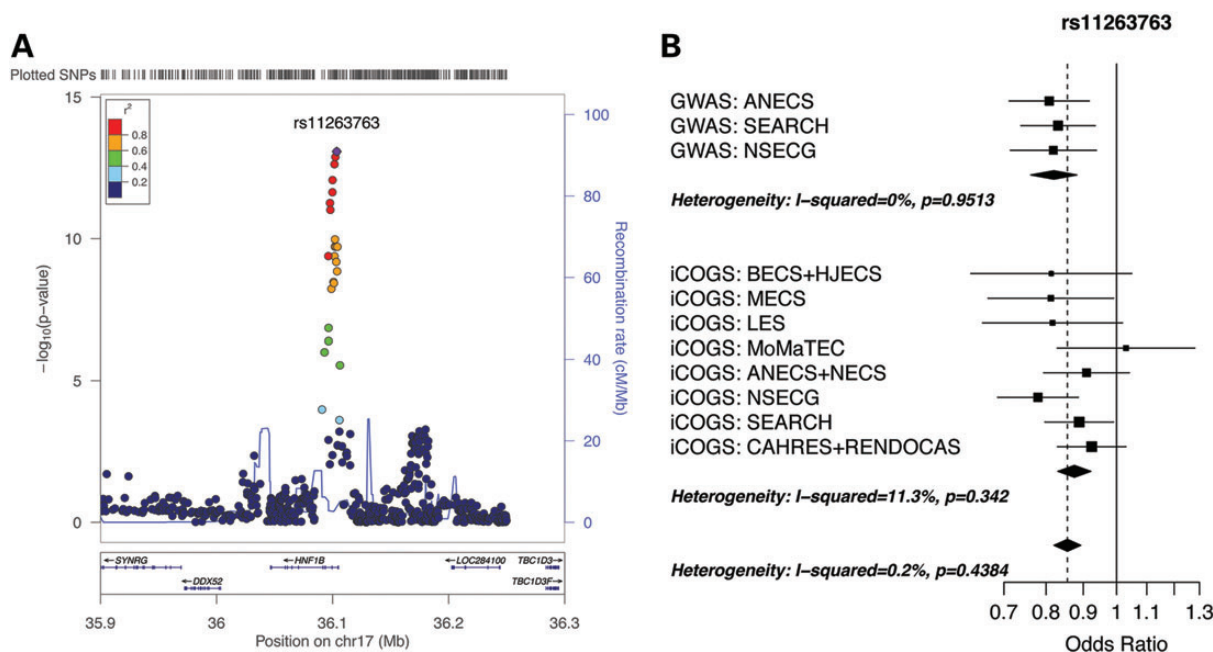 A
Plotted SNPs
15
10
5
0
-log10(p-value)
r2
0.8
0.6
0.4
0.2
rs11263763
100
80
60
40
20
0
Recombination rate (cM/Mb)
←SYNRG
←DDX52
←HNF1B
←LOC284100
TBC1D3→
TBC1D3F→
35.9 36 36.1 36.2 36.3
Position on chr17 (Mb)
B
rs11263763
GWAS: ANECS
GWAS: SEARCH
GWAS: NSECG
Heterogeneity: I−squared=0%, p=0.9513
iCOGS: BECS+HJECS
iCOGS: MECS
iCOGS: LES
iCOGS: MoMaTEC
iCOGS: ANECS+NECS
iCOGS: NSECG
iCOGS: SEARCH
iCOGS: CAHRES+RENDOCAS
Heterogeneity: I−squared=11.3%, p=0.342
Heterogeneity: I−squared=0.2%, p=0.4384
0.7 0.8 0.9 1 1.1 1.3
Odds Ratio